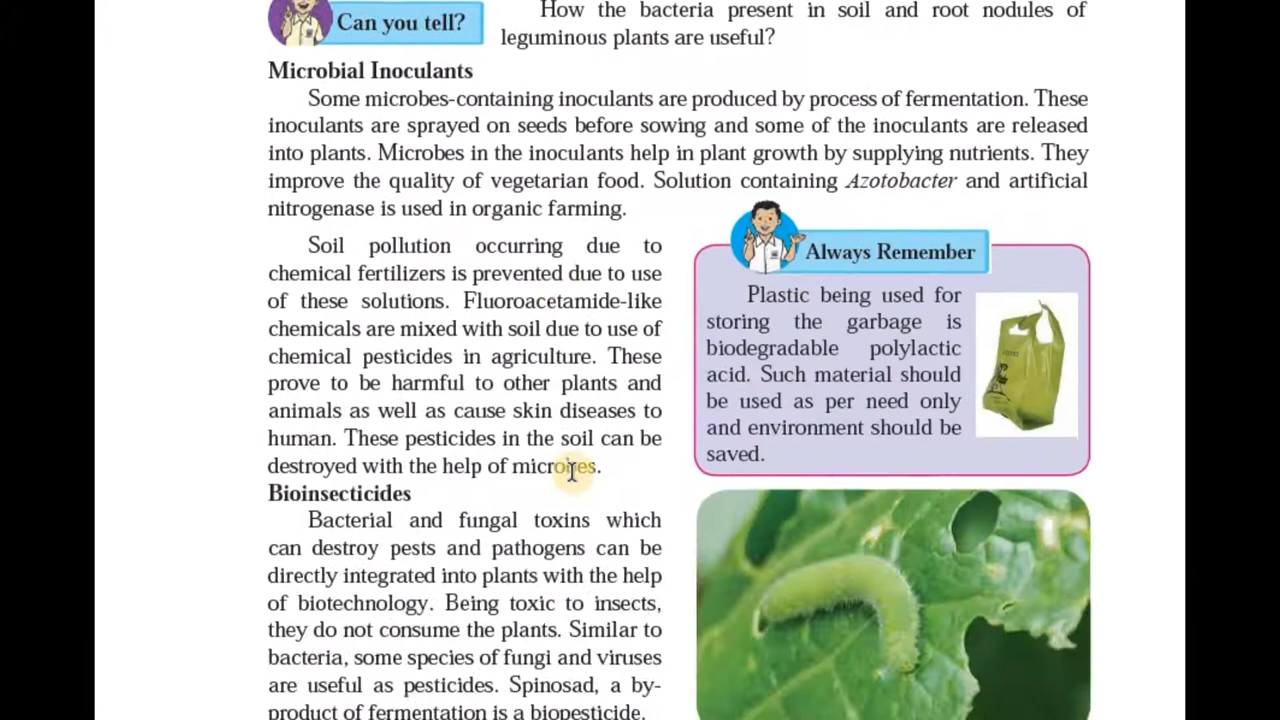 Can you tell?
How the bacteria present in soil and root nodules of
leguminous plants are useful?
Microbial Inoculants
Some microbes-containing inoculants are produced by process of fermentation. These
inoculants are sprayed on seeds before sowing and some of the inoculants are released
into plants. Microbes in the inoculants help in plant growth by supplying nutrients. They
improve the quality of vegetarian food. Solution containing Azotobacter and artificial
nitrogenase is used in organic farming.
Soil pollution occurring due to
chemical fertilizers is prevented due to use
of these solutions. Fluoroacetamide-like
chemicals are mixed with soil due to use of
chemical pesticides in agriculture. These
prove to be harmful to other plants and
animals as well as cause skin diseases to
human. These pesticides in the soil can be
destroyed with the help of microbes.
Bioinsecticides
Bacterial and fungal toxins which
can destroy pests and pathogens can be
directly integrated into plants with the help
of biotechnology. Being toxic to insects,
they do not consume the plants. Similar to
bacteria, some species of fungi and viruses
are useful as pesticides. Spinosad, a by-
product of fermentation is a biopesticide.
Always Remember
Plastic being used for
storing the garbage is
biodegradable polylactic
acid. Such material should
be used as per need only
and environment should be
saved.